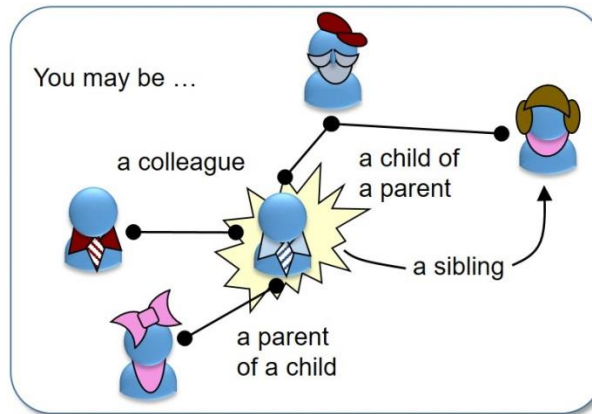 You may be …
a colleague
a child of
a parent
a sibling
a parent
of a child